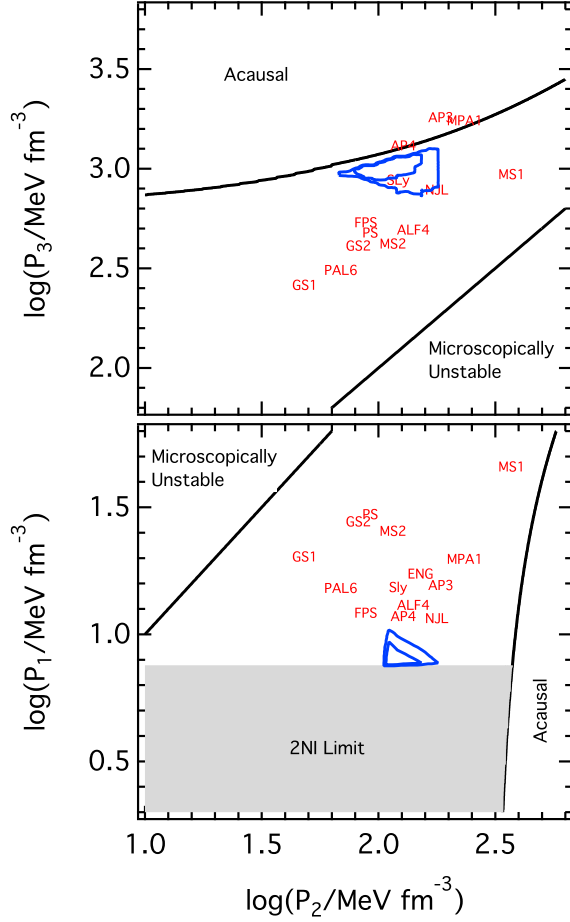 3.5
3.0
2.5
2.0
log(P3/MeV fm-3)
Acausal
AP3
MPA1
AP4
SLy
NJL
MS1
FPS
PS
ALF4
GS2
MS2
PAL6
GS1
Microscopically
Unstable
1.5
1.0
0.5
log(P1/MeV fm-3)
Microscopically
Unstable
MS1
PS
GS2
MS2
GS1
MPA1
ENG
PAL6
Sly
AP3
ALF4
FPS
AP4
NJL
2NI Limit
Acausal
1.0
1.5
2.0
2.5
log(P2/MeV fm-3)